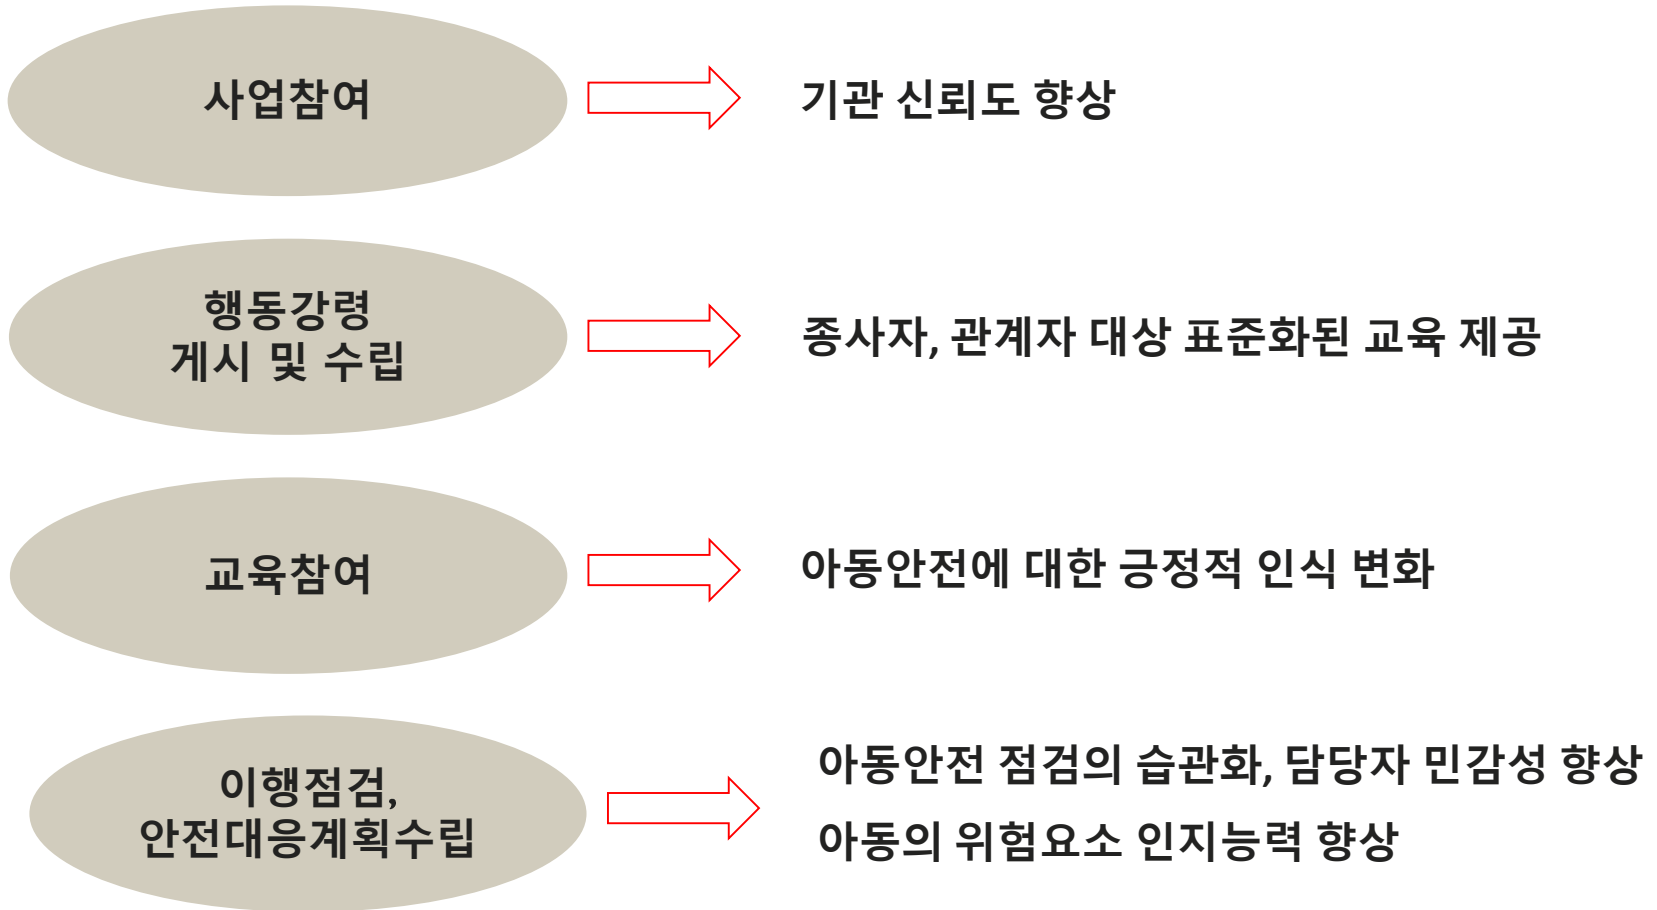 사업참여
기관 신뢰도 향상
행동강령
게시 및 수립
종사자, 관계자 대상 표준화된 교육 제공
교육참여
아동안전에 대한 긍정적 인식 변화
이행점검,
안전대응계획수립
아동안전 점검의 습관화, 담당자 민감성 향상
아동의 위험요소 인지능력 향상